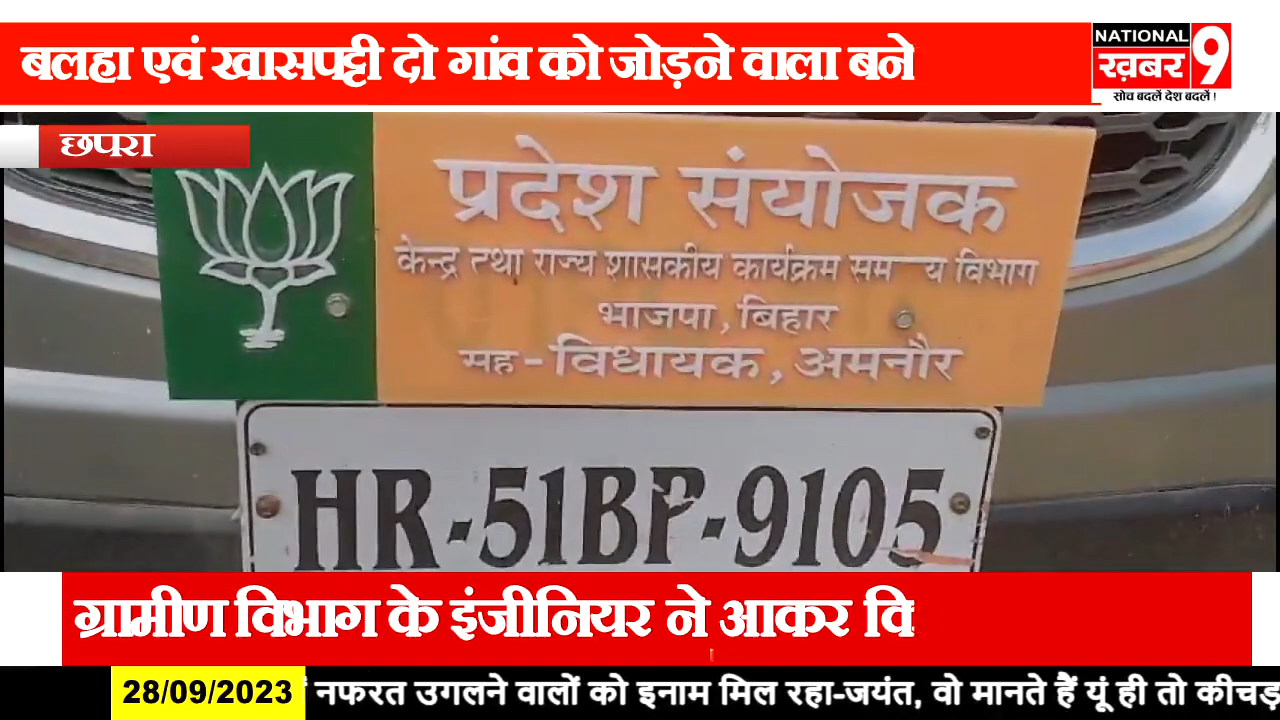 बलहा एवं खासपट्टी दो गांव को जोड़ने वाला बने
NATIONAL
ख़बर 9
सोच बदलें देश बदलें !
छपरा
प्रदेश संयोजक
केन्द्र तथा राज्य शासकीय कार्यक्रम सम य विभाग
भाजपा, बिहार
सह - विधायक, अमनौर
HR-51BP-9105
ग्रामीण विभाग के इंजीनियर ने आकर वि
28/09/2023
नफरत उगलने वालों को इनाम मिल रहा-जयंत, वो मानते हैं यूं ही तो कीचड़